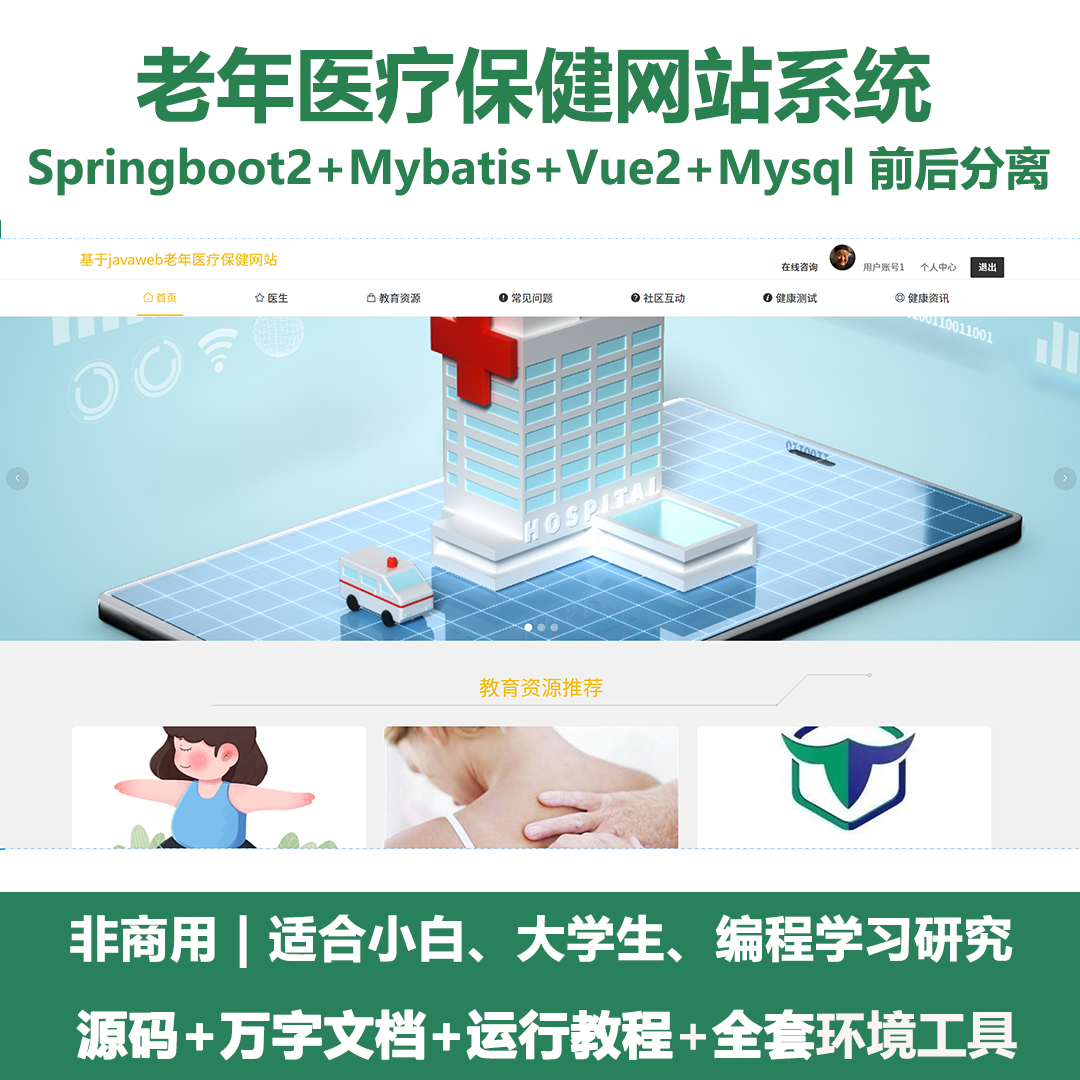 老年医疗保健网站系统
Springboot2+Mybatis+Vue2+Mysql 前后分离
基于javaweb老年医疗保健网站
在线咨询 用户账号1 个人中心 退出
首页 医生 教育资源 常见问题 社区互动 健康测试 健康资讯
HOSPITAL
教育资源推荐
非商用 | 适合小白、大学生、编程学习研究
源码+万字文档+运行教程+全套环境工具